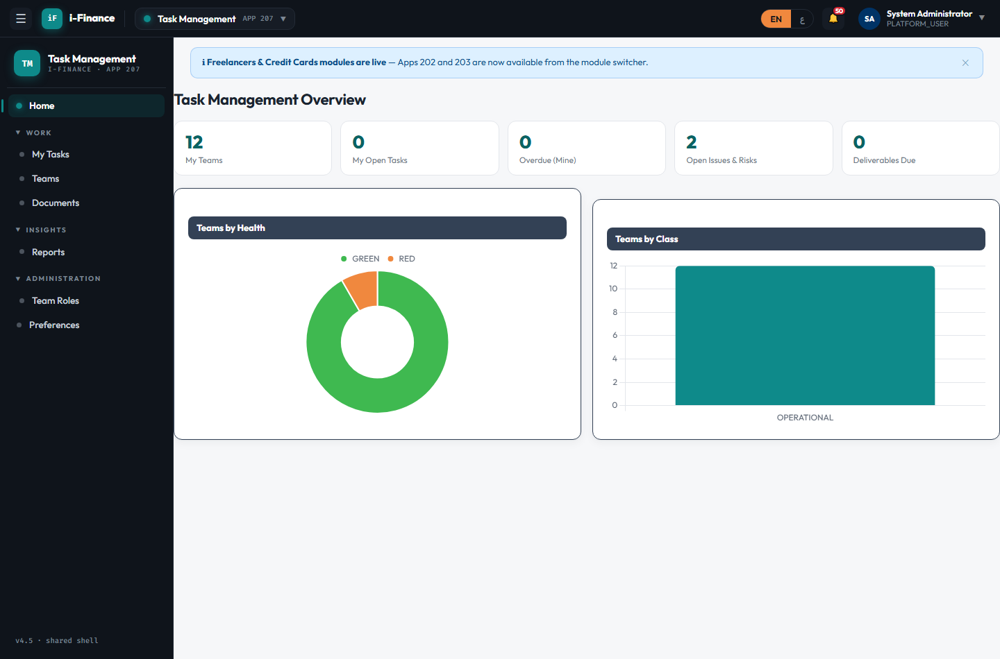 ☰ iF i-Finance Task Management APP 207 ▼ EN ع 50 SA System Administrator ▼
PLATFORM_USER
TM Task Management
I-FINANCE · APP 207
Home
▼ WORK
My Tasks
Teams
Documents
▼ INSIGHTS
Reports
▼ ADMINISTRATION
Team Roles
Preferences
v4.5 · shared shell
ℹ Freelancers & Credit Cards modules are live — Apps 202 and 203 are now available from the module switcher. ×
Task Management Overview
12
My Teams
0
My Open Tasks
0
Overdue (Mine)
2
Open Issues & Risks
0
Deliverables Due
Teams by Health
GREEN RED
Teams by Class
12
10
8
6
4
2
0
OPERATIONAL